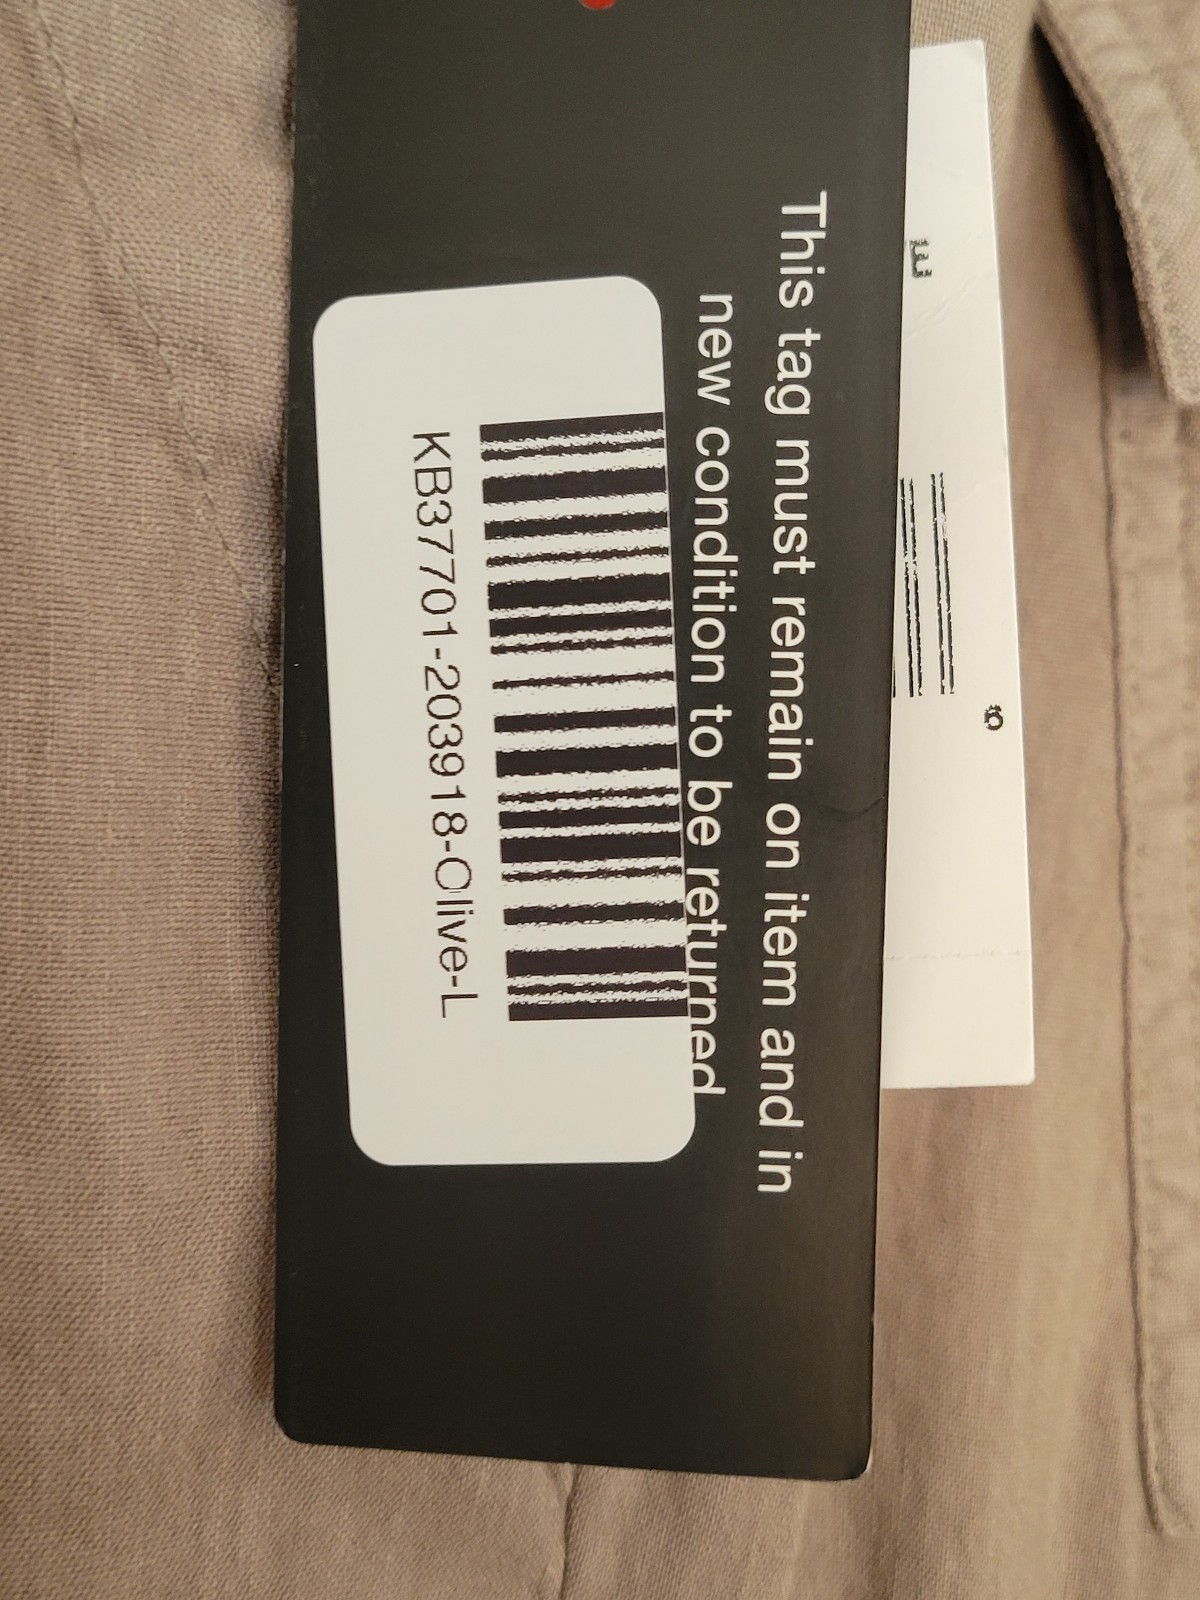 This tag must remain on item and in
new condition to be returned
KB37701-203918-Olive-L